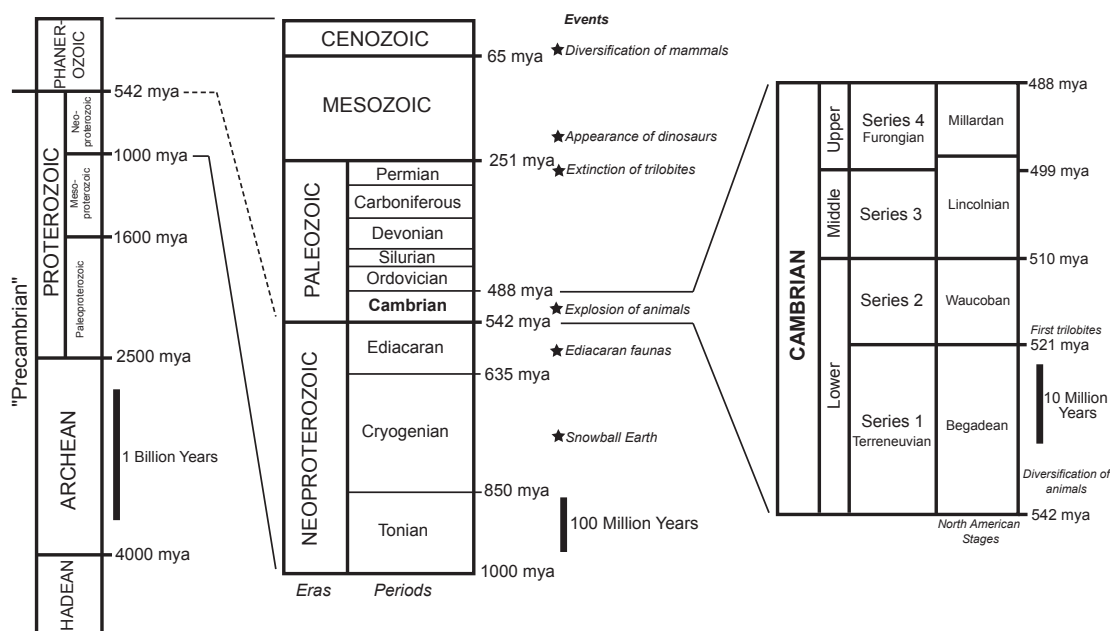 "Precambrian"
PHANER-
OZOIC
542 mya
PROTEROZOIC
Neo-
proterozoic
1000 mya
Meso-
proterozoic
1600 mya
Paleoproterozoic
2500 mya
ARCHEAN
1 Billion Years
4000 mya
HADEAN
CENOZOIC
65 mya
MESOZOIC
251 mya
PALEOZOIC
Permian
Carboniferous
Devonian
Silurian
Ordovician
488 mya
Cambrian
542 mya
NEOPROTEROZOIC
Ediacaran
635 mya
Cryogenian
850 mya
Tonian
1000 mya
Eras
Periods
Events
★Diversification of mammals
★Appearance of dinosaurs
★Extinction of trilobites
★Explosion of animals
★Ediacaran faunas
★Snowball Earth
100 Million Years
CAMBRIAN
Upper
Middle
Lower
Series 4
Furongian
Series 3
Series 2
Series 1
Terreneuvian
Millardan
Lincolnian
Waucoban
Begadean
North American
Stages
488 mya
499 mya
510 mya
First trilobites
521 mya
10 Million
Years
Diversification of
animals
542 mya